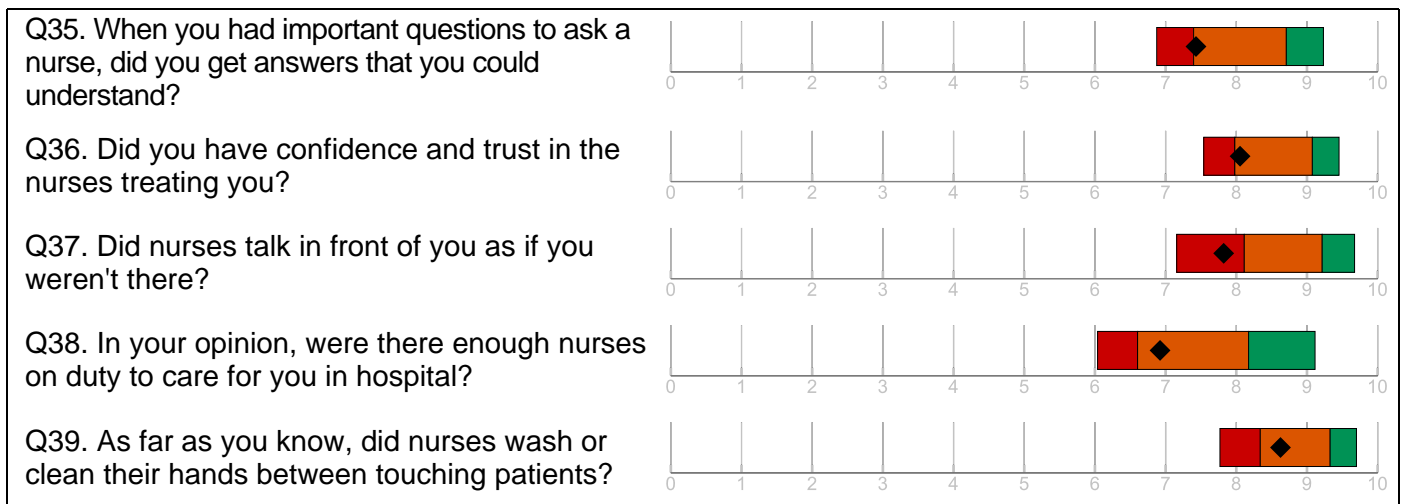 Q35. When you had important questions to ask a
nurse, did you get answers that you could
understand?
0 1 2 3 4 5 6 7 8 9 10
Q36. Did you have confidence and trust in the
nurses treating you?
0 1 2 3 4 5 6 7 8 9 10
Q37. Did nurses talk in front of you as if you
weren't there?
0 1 2 3 4 5 6 7 8 9 10
Q38. In your opinion, were there enough nurses
on duty to care for you in hospital?
0 1 2 3 4 5 6 7 8 9 10
Q39. As far as you know, did nurses wash or
clean their hands between touching patients?
0 1 2 3 4 5 6 7 8 9 10